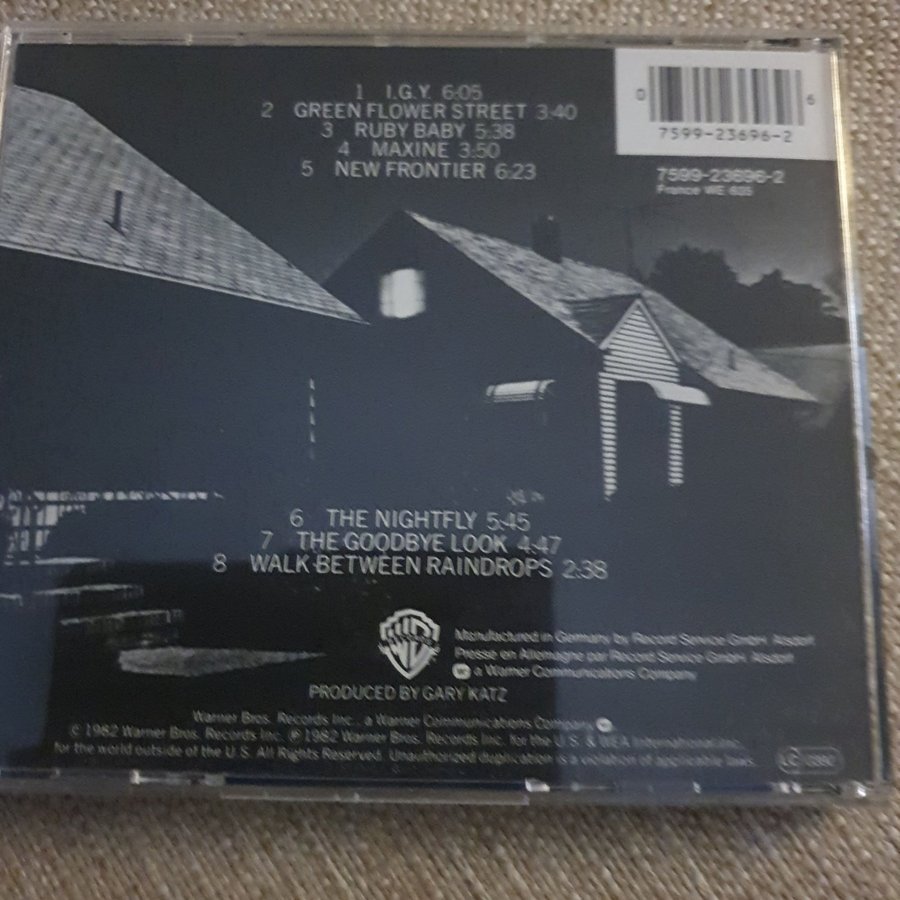 1 I.G.Y. 6:05
2 GREEN FLOWER STREET 3:40
3 RUBY BABY 5:38
4 MAXINE 3:50
5 NEW FRONTIER 6:23
0 6
7599-23696-2
7599-23696-2
France WE 835
6 THE NIGHTFLY 5:45
7 THE GOODBYE LOOK 4:47
8 WALK BETWEEN RAINDROPS 2:38
Manufactured in Germany by Record Service GmbH, Alsdorf
Pressé en Allemagne par Record Service GmbH, Alsdorf
a Warner Communications Company
PRODUCED BY GARY KATZ
Warner Bros. Records Inc., a Warner Communications Company
© 1982 Warner Bros. Records Inc. ℗ 1982 Warner Bros. Records Inc. for the U.S. & WEA International Inc.
for the world outside of the U.S. All Rights Reserved. Unauthorized duplication is a violation of applicable laws.
LC 0392